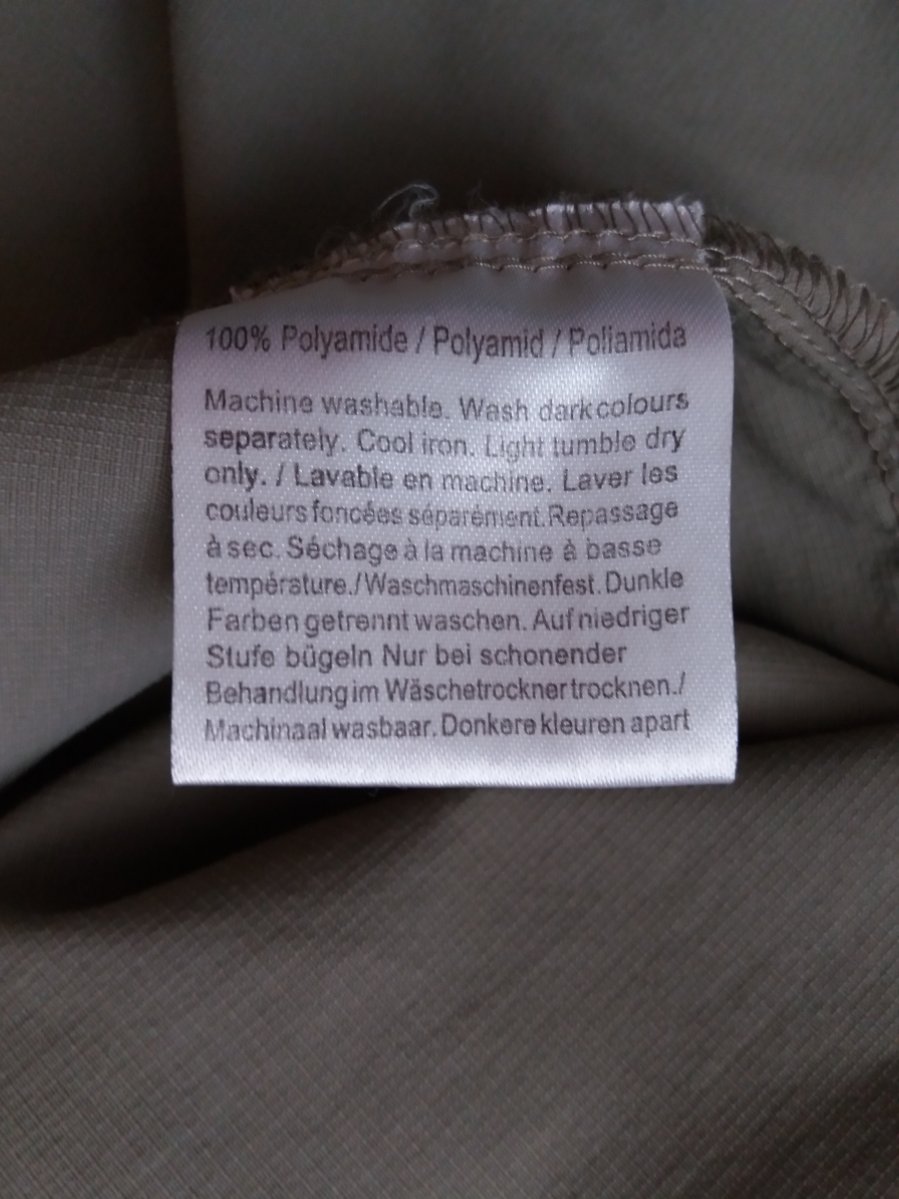 100% Polyamide / Polyamid / Poliamida
Machine washable. Wash dark colours
separately. Cool iron. Light tumble dry
only. / Lavable en machine. Laver les
couleurs foncées séparément. Repassage
à sec. Séchage à la machine à basse
température./Waschmaschinenfest. Dunkle
Farben getrennt waschen. Auf niedriger
Stufe bügeln Nur bei schonender
Behandlung im Wäschetrockner trocknen./
Machinaal wasbaar. Donkere kleuren apart